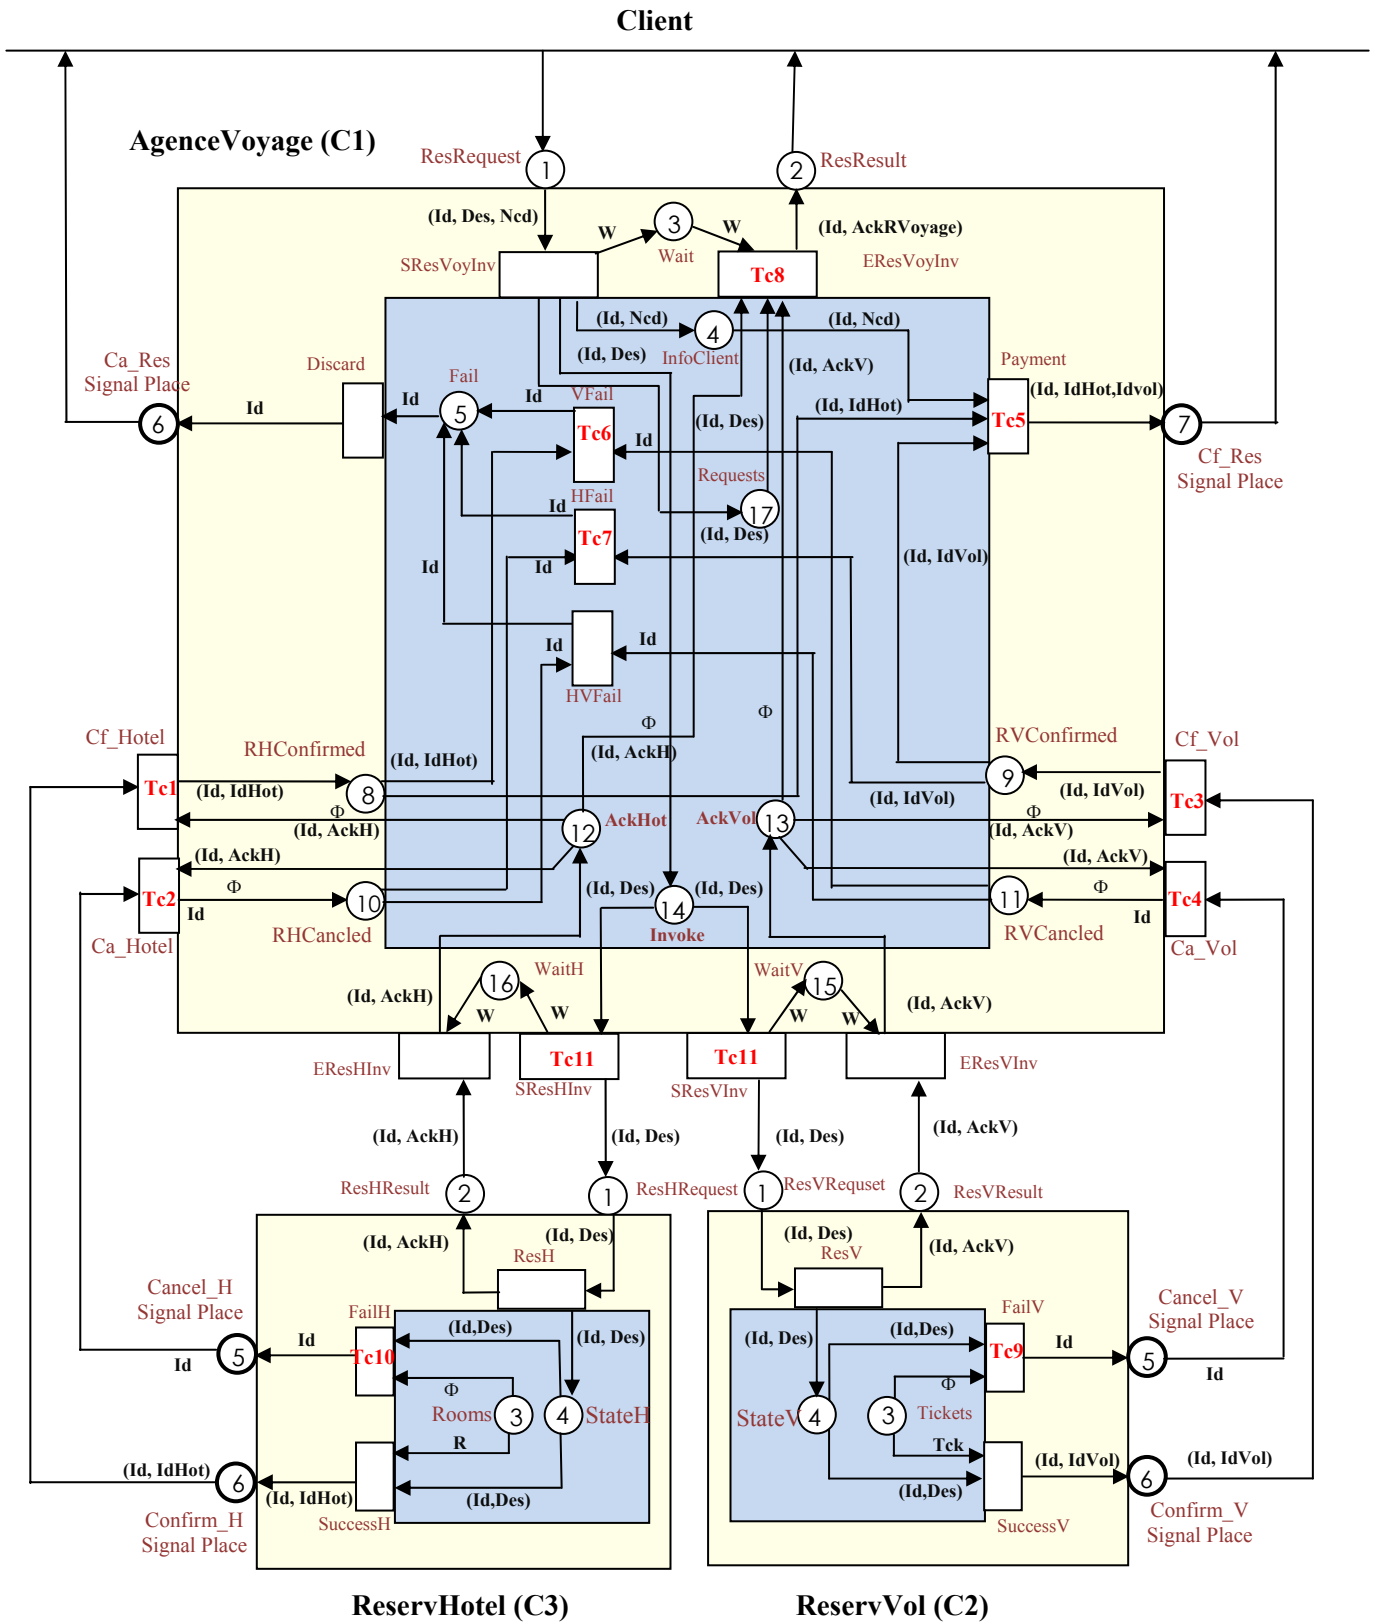 Client
AgenceVoyage (C1)
ResRequest
1
2
ResResult
(Id, Des, Ncd)
W
3
W
(Id, AckRVoyage)
Wait
SResVoyInv
Tc8
EResVoyInv
(Id, Ncd)
4
(Id, Ncd)
(Id, Des)
InfoClient
(Id, AckV)
Ca_Res
Signal Place
Discard
Fail
VFail
Payment
(Id, IdHot,Idvol)
6
Id
Id
5
Id
Tc6
Id
(Id, Des)
(Id, IdHot)
Tc5
7
Cf_Res
Signal Place
Requests
HFail
Id
Tc7
17
(Id, Des)
Id
Id
(Id, IdVol)
Id
Id
HVFail
Φ
Φ
(Id, AckH)
Cf_Hotel
RHConfirmed
(Id, IdHot)
RVConfirmed
Cf_Vol
Tc1
(Id, IdHot)
8
9
(Id, IdVol)
(Id, IdVol)
Tc3
Φ
(Id, AckH)
12
AckHot
AckVol
13
Φ
(Id, AckV)
(Id, AckH)
(Id, AckV)
Tc2
Φ
Id
10
(Id, Des)
14
(Id, Des)
11
Φ
Id
Tc4
Ca_Hotel
RHCancled
Invoke
RVCancled
Ca_Vol
(Id, AckH)
16
WaitH
WaitV
15
(Id, AckV)
W
W
W
W
EResHInv
Tc11
SResHInv
Tc11
SResVInv
EResVInv
(Id, AckH)
(Id, Des)
(Id, Des)
(Id, AckV)
ResHResult
2
1
ResHRequest
1
ResVRequset
2
ResVResult
(Id, AckH)
(Id, Des)
(Id, Des)
(Id, AckV)
ResH
ResV
Cancel_H
Signal Place
FailH
(Id,Des)
(Id, Des)
(Id, Des)
(Id,Des)
FailV
Cancel_V
Signal Place
5
Id
Id
Tc10
Tc9
Id
5
Id
Φ
Rooms
3
4
StateH
StateV
4
3
Tickets
Φ
R
Tck
(Id, IdHot)
6
(Id, IdHot)
(Id,Des)
(Id,Des)
(Id, IdVol)
6
(Id, IdVol)
Confirm_H
Signal Place
SuccessH
SuccessV
Confirm_V
Signal Place
ReservHotel (C3)
ReservVol (C2)